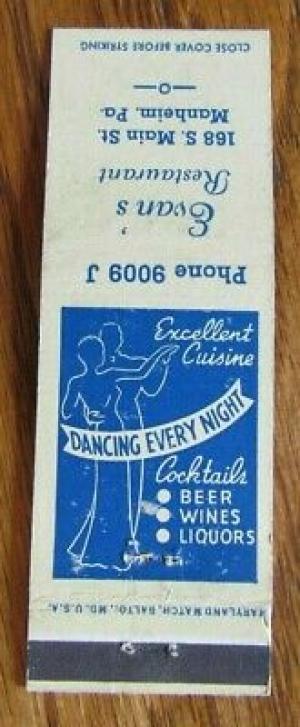 CLOSE COVER BEFORE STRIKING
Evan's
Restaurant
168 S. Main St.
Manheim, Pa.
Phone 9009 J
Excellent
Cuisine
DANCING EVERY NIGHT
Cocktails
• BEER
• WINES
• LIQUORS
MARYLAND MATCH, BALTO., MD. U.S.A.